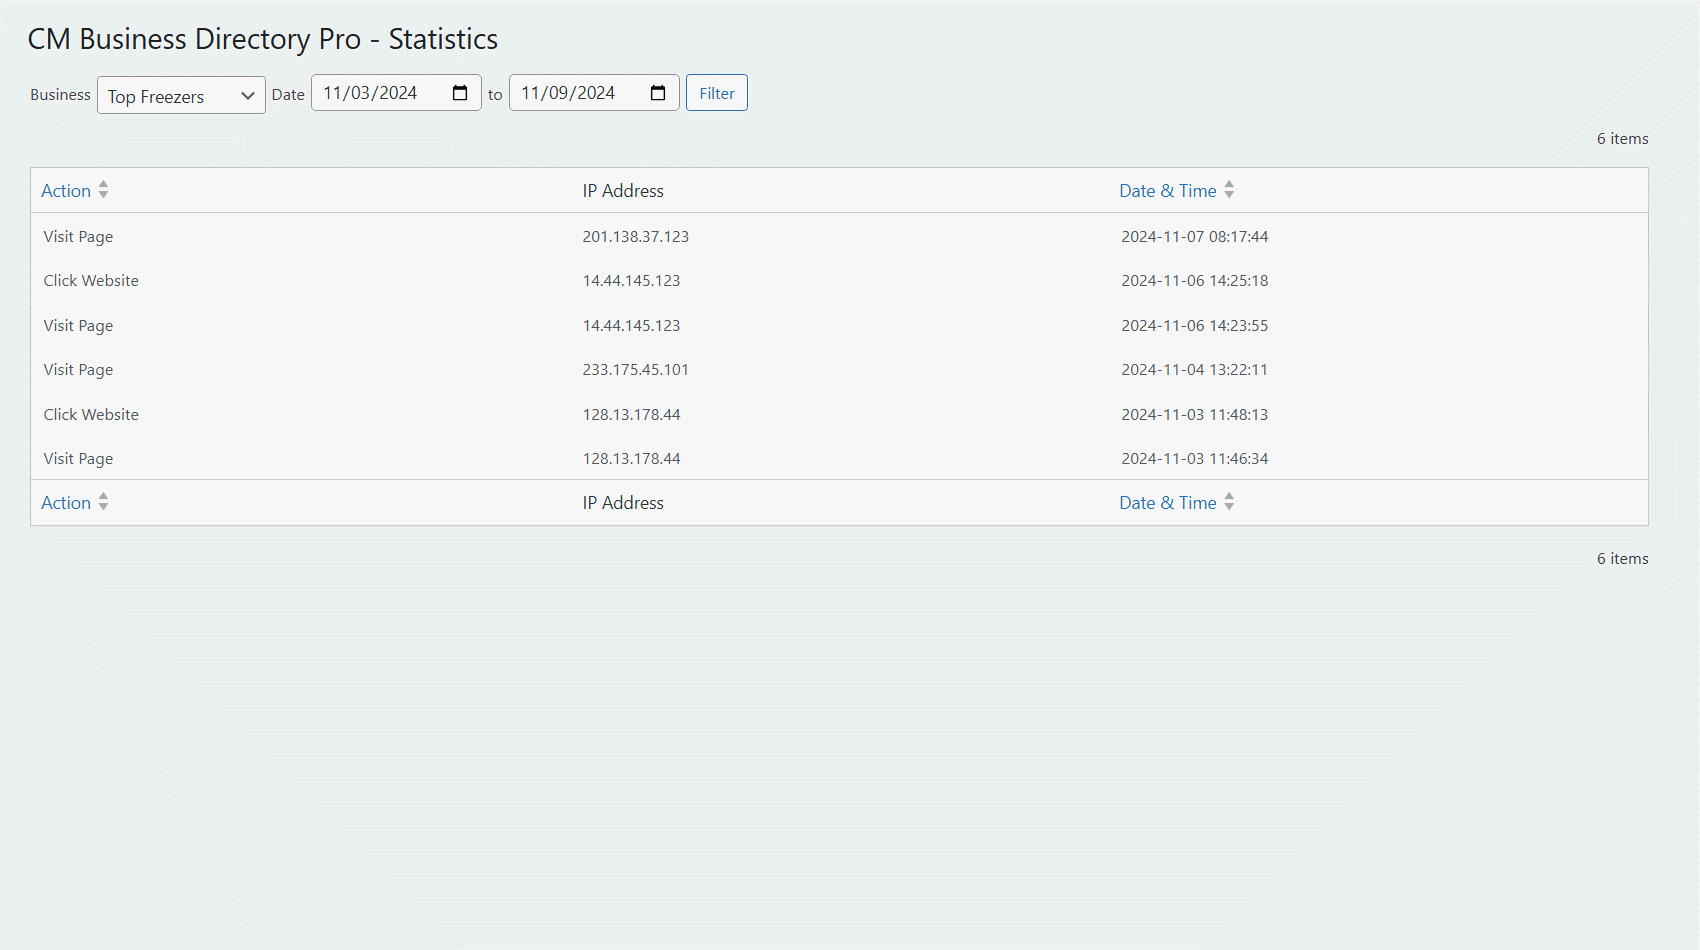 CM Business Directory Pro - Statistics
Business Top Freezers Date 11/03/2024 to 11/09/2024 Filter
6 items
Action IP Address Date & Time
Visit Page 201.138.37.123 2024-11-07 08:17:44
Click Website 14.44.145.123 2024-11-06 14:25:18
Visit Page 14.44.145.123 2024-11-06 14:23:55
Visit Page 233.175.45.101 2024-11-04 13:22:11
Click Website 128.13.178.44 2024-11-03 11:48:13
Visit Page 128.13.178.44 2024-11-03 11:46:34
Action IP Address Date & Time
6 items